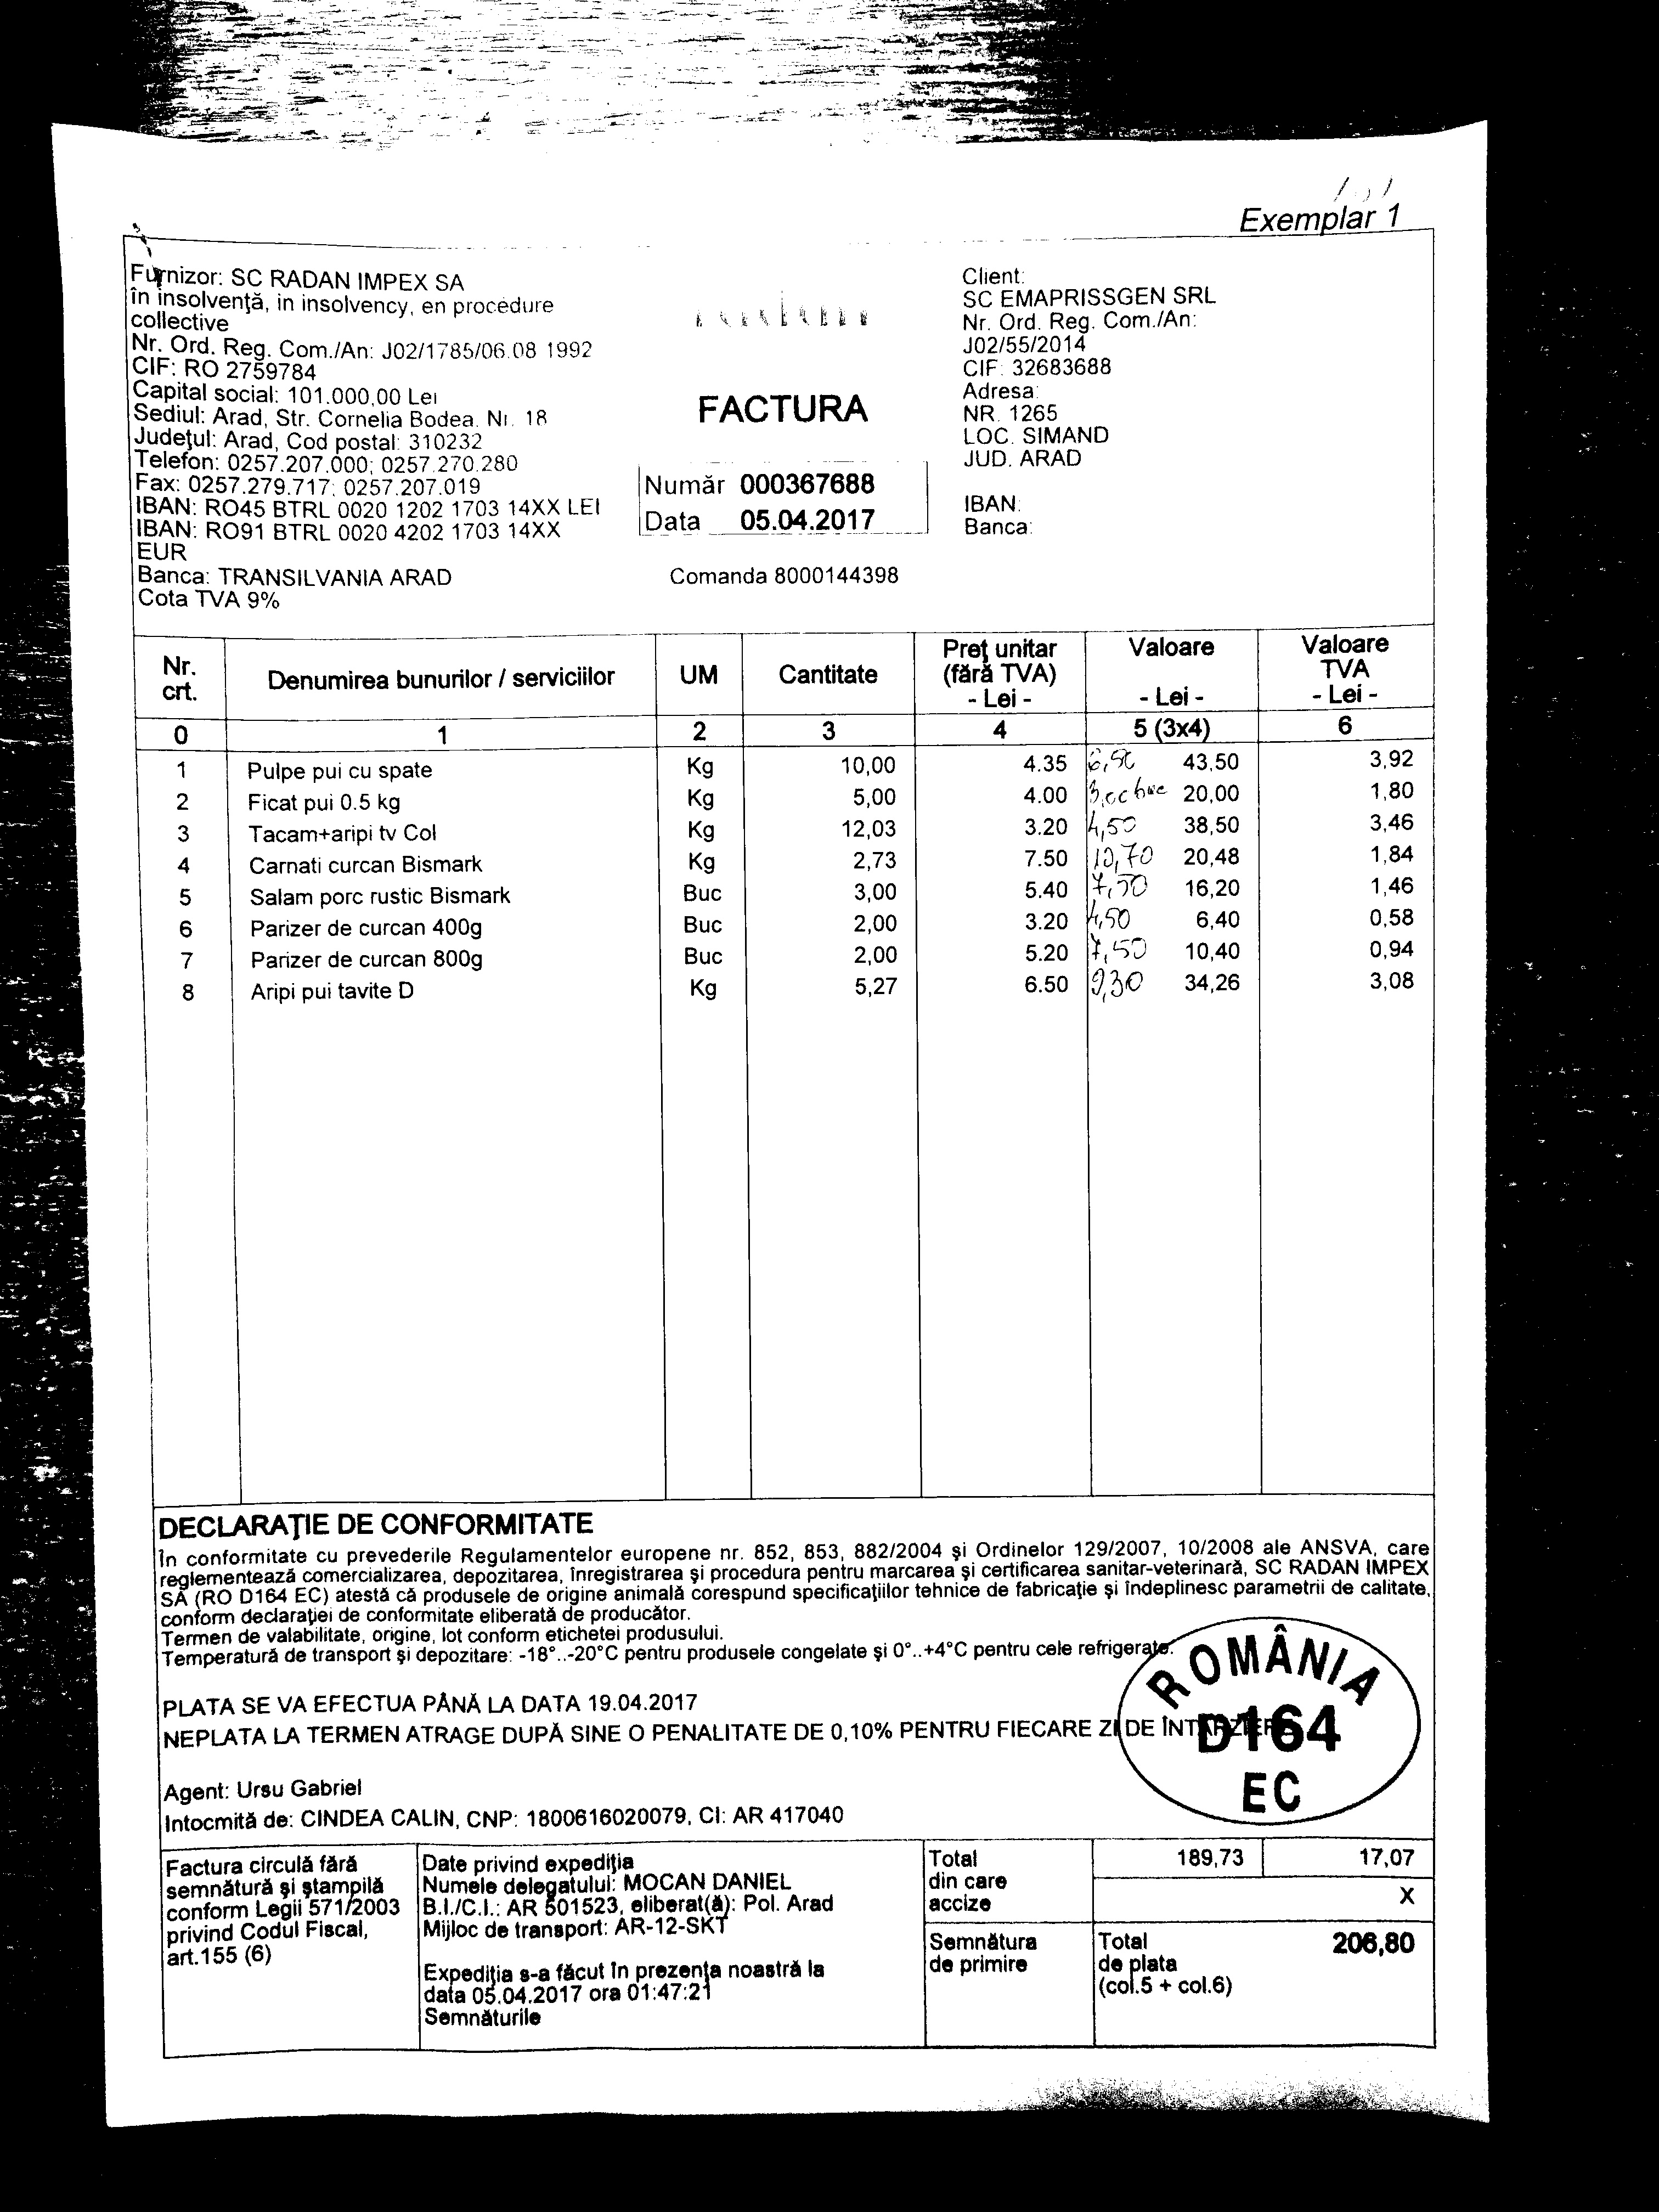 Exemplar 1
Furnizor: SC RADAN IMPEX SA
în insolvenţă, in insolvency, en procedure
collective
Nr. Ord. Reg. Com./An: J02/1785/06.08 1992
CIF: RO 2759784
Capital social: 101.000,00 Lei
Sediul: Arad, Str. Cornelia Bodea. Nr. 18
Judeţul: Arad, Cod postal: 310232
Telefon: 0257.207.000; 0257.270.280
Fax: 0257.279.717; 0257.207.019
IBAN: RO45 BTRL 0020 1202 1703 14XX LEI
IBAN: RO91 BTRL 0020 4202 1703 14XX
EUR
Banca: TRANSILVANIA ARAD
Cota TVA 9%
FACTURA
Număr 000367688
Data 05.04.2017
Comanda 8000144398
Client:
SC EMAPRISSGEN SRL
Nr. Ord. Reg. Com./An:
J02/55/2014
CIF: 32683688
Adresa:
NR. 1265
LOC. SIMAND
JUD. ARAD
IBAN:
Banca:
Nr. crt. Denumirea bunurilor / serviciilor UM Cantitate Preţ unitar (fără TVA) - Lei - Valoare - Lei - Valoare TVA - Lei -
0 1 2 3 4 5 (3x4) 6
1 Pulpe pui cu spate Kg 10,00 4.35 6,50 43,50 3,92
2 Ficat pui 0.5 kg Kg 5,00 4.00 20,00 1,80
3 Tacam+aripi tv Col Kg 12,03 3.20 4,50 38,50 3,46
4 Carnati curcan Bismark Kg 2,73 7.50 10,70 20,48 1,84
5 Salam porc rustic Bismark Buc 3,00 5.40 7,70 16,20 1,46
6 Parizer de curcan 400g Buc 2,00 3.20 4,50 6,40 0,58
7 Parizer de curcan 800g Buc 2,00 5.20 7,50 10,40 0,94
8 Aripi pui tavite D Kg 5,27 6.50 9,30 34,26 3,08
DECLARAŢIE DE CONFORMITATE
În conformitate cu prevederile Regulamentelor europene nr. 852, 853, 882/2004 şi Ordinelor 129/2007, 10/2008 ale ANSVA, care
reglementează comercializarea, depozitarea, înregistrarea şi procedura pentru marcarea şi certificarea sanitar-veterinară, SC RADAN IMPEX
SA (RO D164 EC) atestă că produsele de origine animală corespund specificaţiilor tehnice de fabricaţie şi îndeplinesc parametrii de calitate,
conform declaraţiei de conformitate eliberată de producător.
Termen de valabilitate, origine, lot conform etichetei produsului.
Temperatură de transport şi depozitare: -18°..-20°C pentru produsele congelate şi 0°..+4°C pentru cele refrigerate.
PLATA SE VA EFECTUA PÂNĂ LA DATA 19.04.2017
NEPLATA LA TERMEN ATRAGE DUPĂ SINE O PENALITATE DE 0,10% PENTRU FIECARE ZI DE ÎNTÂRZIERE
ROMÂNIA
D164
EC
Agent: Ursu Gabriel
Intocmită de: CINDEA CALIN, CNP: 1800616020079, CI: AR 417040
Factura circulă fără
semnătură şi ştampilă
conform Legii 571/2003
privind Codul Fiscal,
art.155 (6)
Date privind expediţia
Numele delegatului: MOCAN DANIEL
B.I./C.I.: AR 501523, eliberat(ă): Pol. Arad
Mijloc de transport: AR-12-SKT
Expediţia s-a făcut în prezenţa noastră la
data 05.04.2017 ora 01:47:21
Semnăturile
Total 189,73 17,07
din care
accize X
Semnătura
de primire
Total 206,80
de plata
(col.5 + col.6)